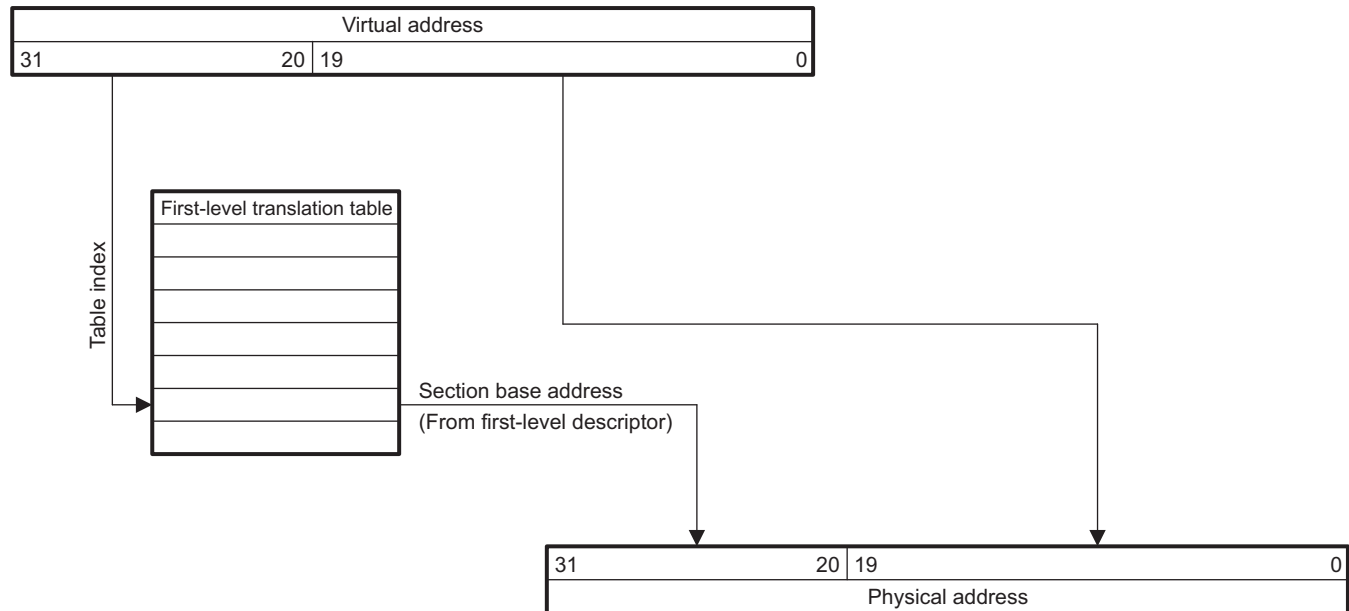 Virtual address
31 20 19 0
First-level translation table
Table index
Section base address
(From first-level descriptor)
31 20 19 0
Physical address